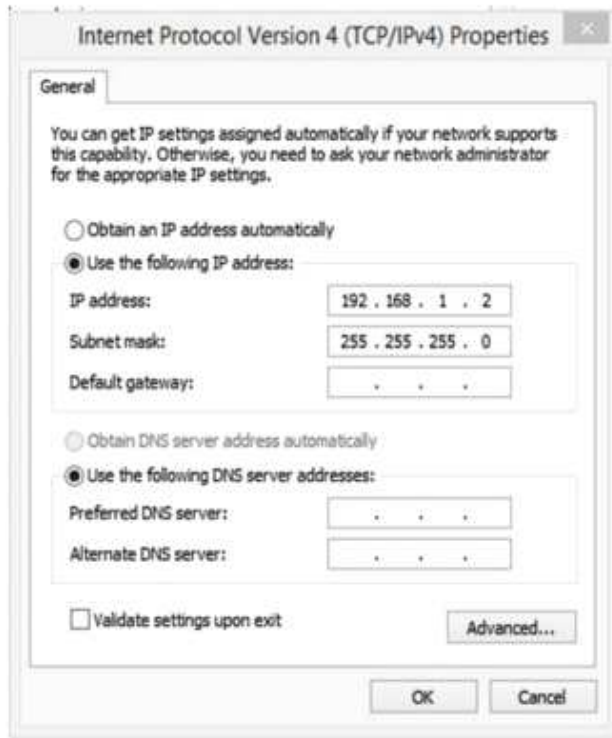 Internet Protocol Version 4 (TCP/IPv4) Properties
General
You can get IP settings assigned automatically if your network supports
this capability. Otherwise, you need to ask your network administrator
for the appropriate IP settings.
Obtain an IP address automatically
Use the following IP address:
IP address: 192 . 168 . 1 . 2
Subnet mask: 255 . 255 . 255 . 0
Default gateway: . . .
Obtain DNS server address automatically
Use the following DNS server addresses:
Preferred DNS server: . . .
Alternate DNS server: . . .
Validate settings upon exit
Advanced...
OK Cancel